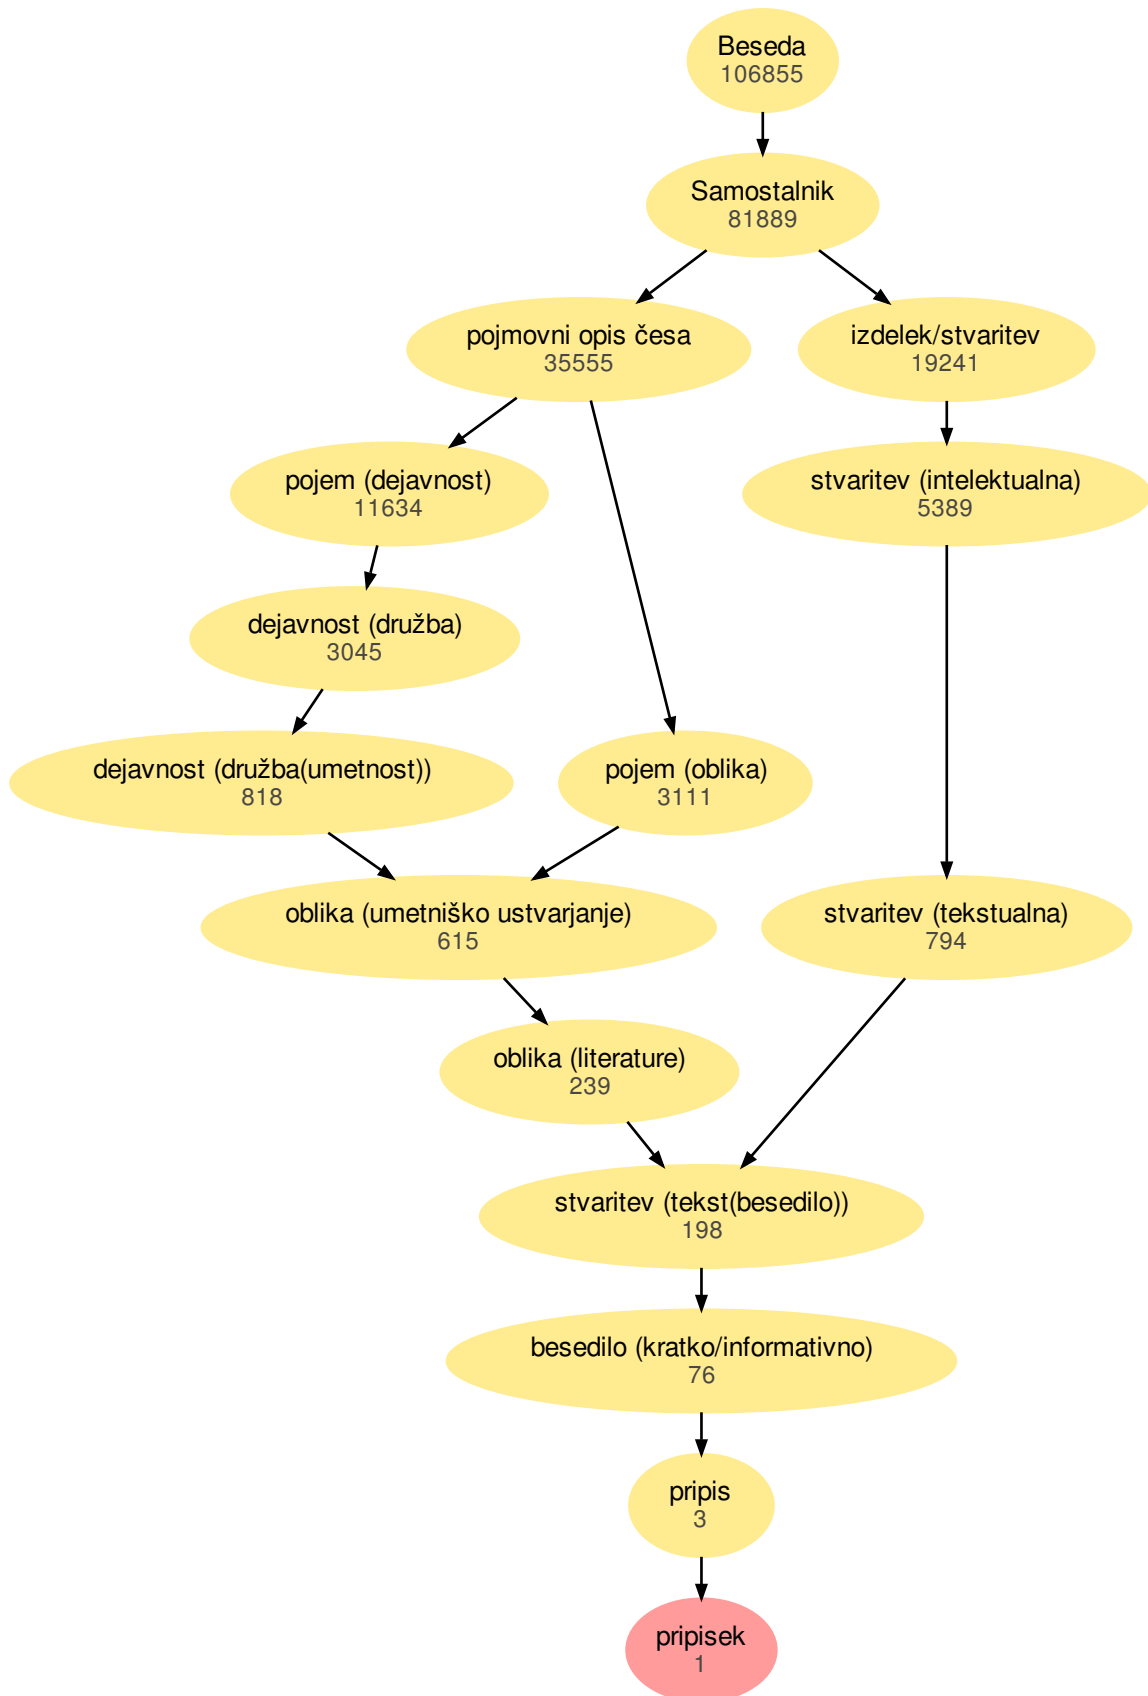 Beseda
106855
Samostalnik
81889
pojmovni opis česa
35555
izdelek/stvaritev
19241
pojem (dejavnost)
11634
stvaritev (intelektualna)
5389
dejavnost (družba)
3045
dejavnost (družba(umetnost))
818
pojem (oblika)
3111
oblika (umetniško ustvarjanje)
615
stvaritev (tekstualna)
794
oblika (literature)
239
stvaritev (tekst(besedilo))
198
besedilo (kratko/informativno)
76
pripis
3
pripisek
1